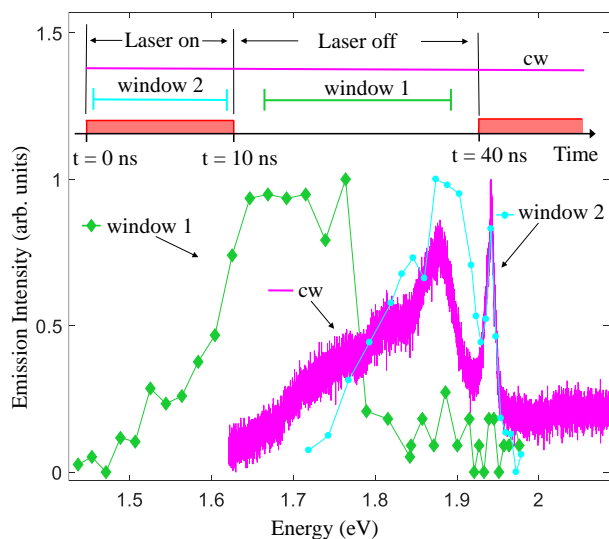 1.5
Laser on
Laser off
cw
window 2
window 1
t = 0 ns
t = 10 ns
t = 40 ns
Time
1
window 1
window 2
cw
0.5
0
Emission Intensity (arb. units)
1.5
1.6
1.7
1.8
1.9
2
Energy (eV)